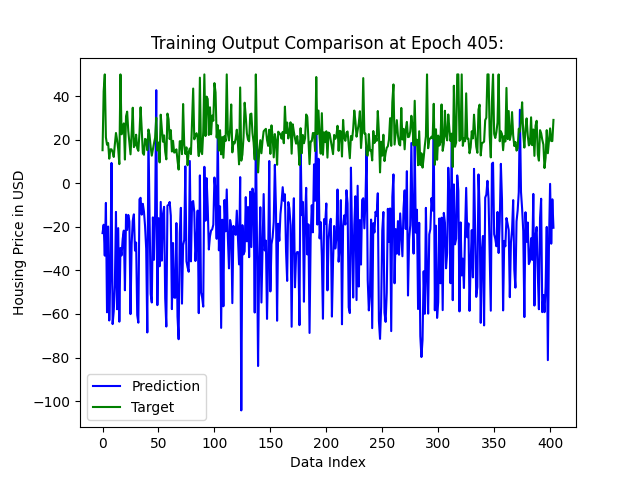 Training Output Comparison at Epoch 405:
Housing Price in USD
40
20
0
−20
−40
−60
−80
−100
Prediction
Target
0 50 100 150 200 250 300 350 400
Data Index